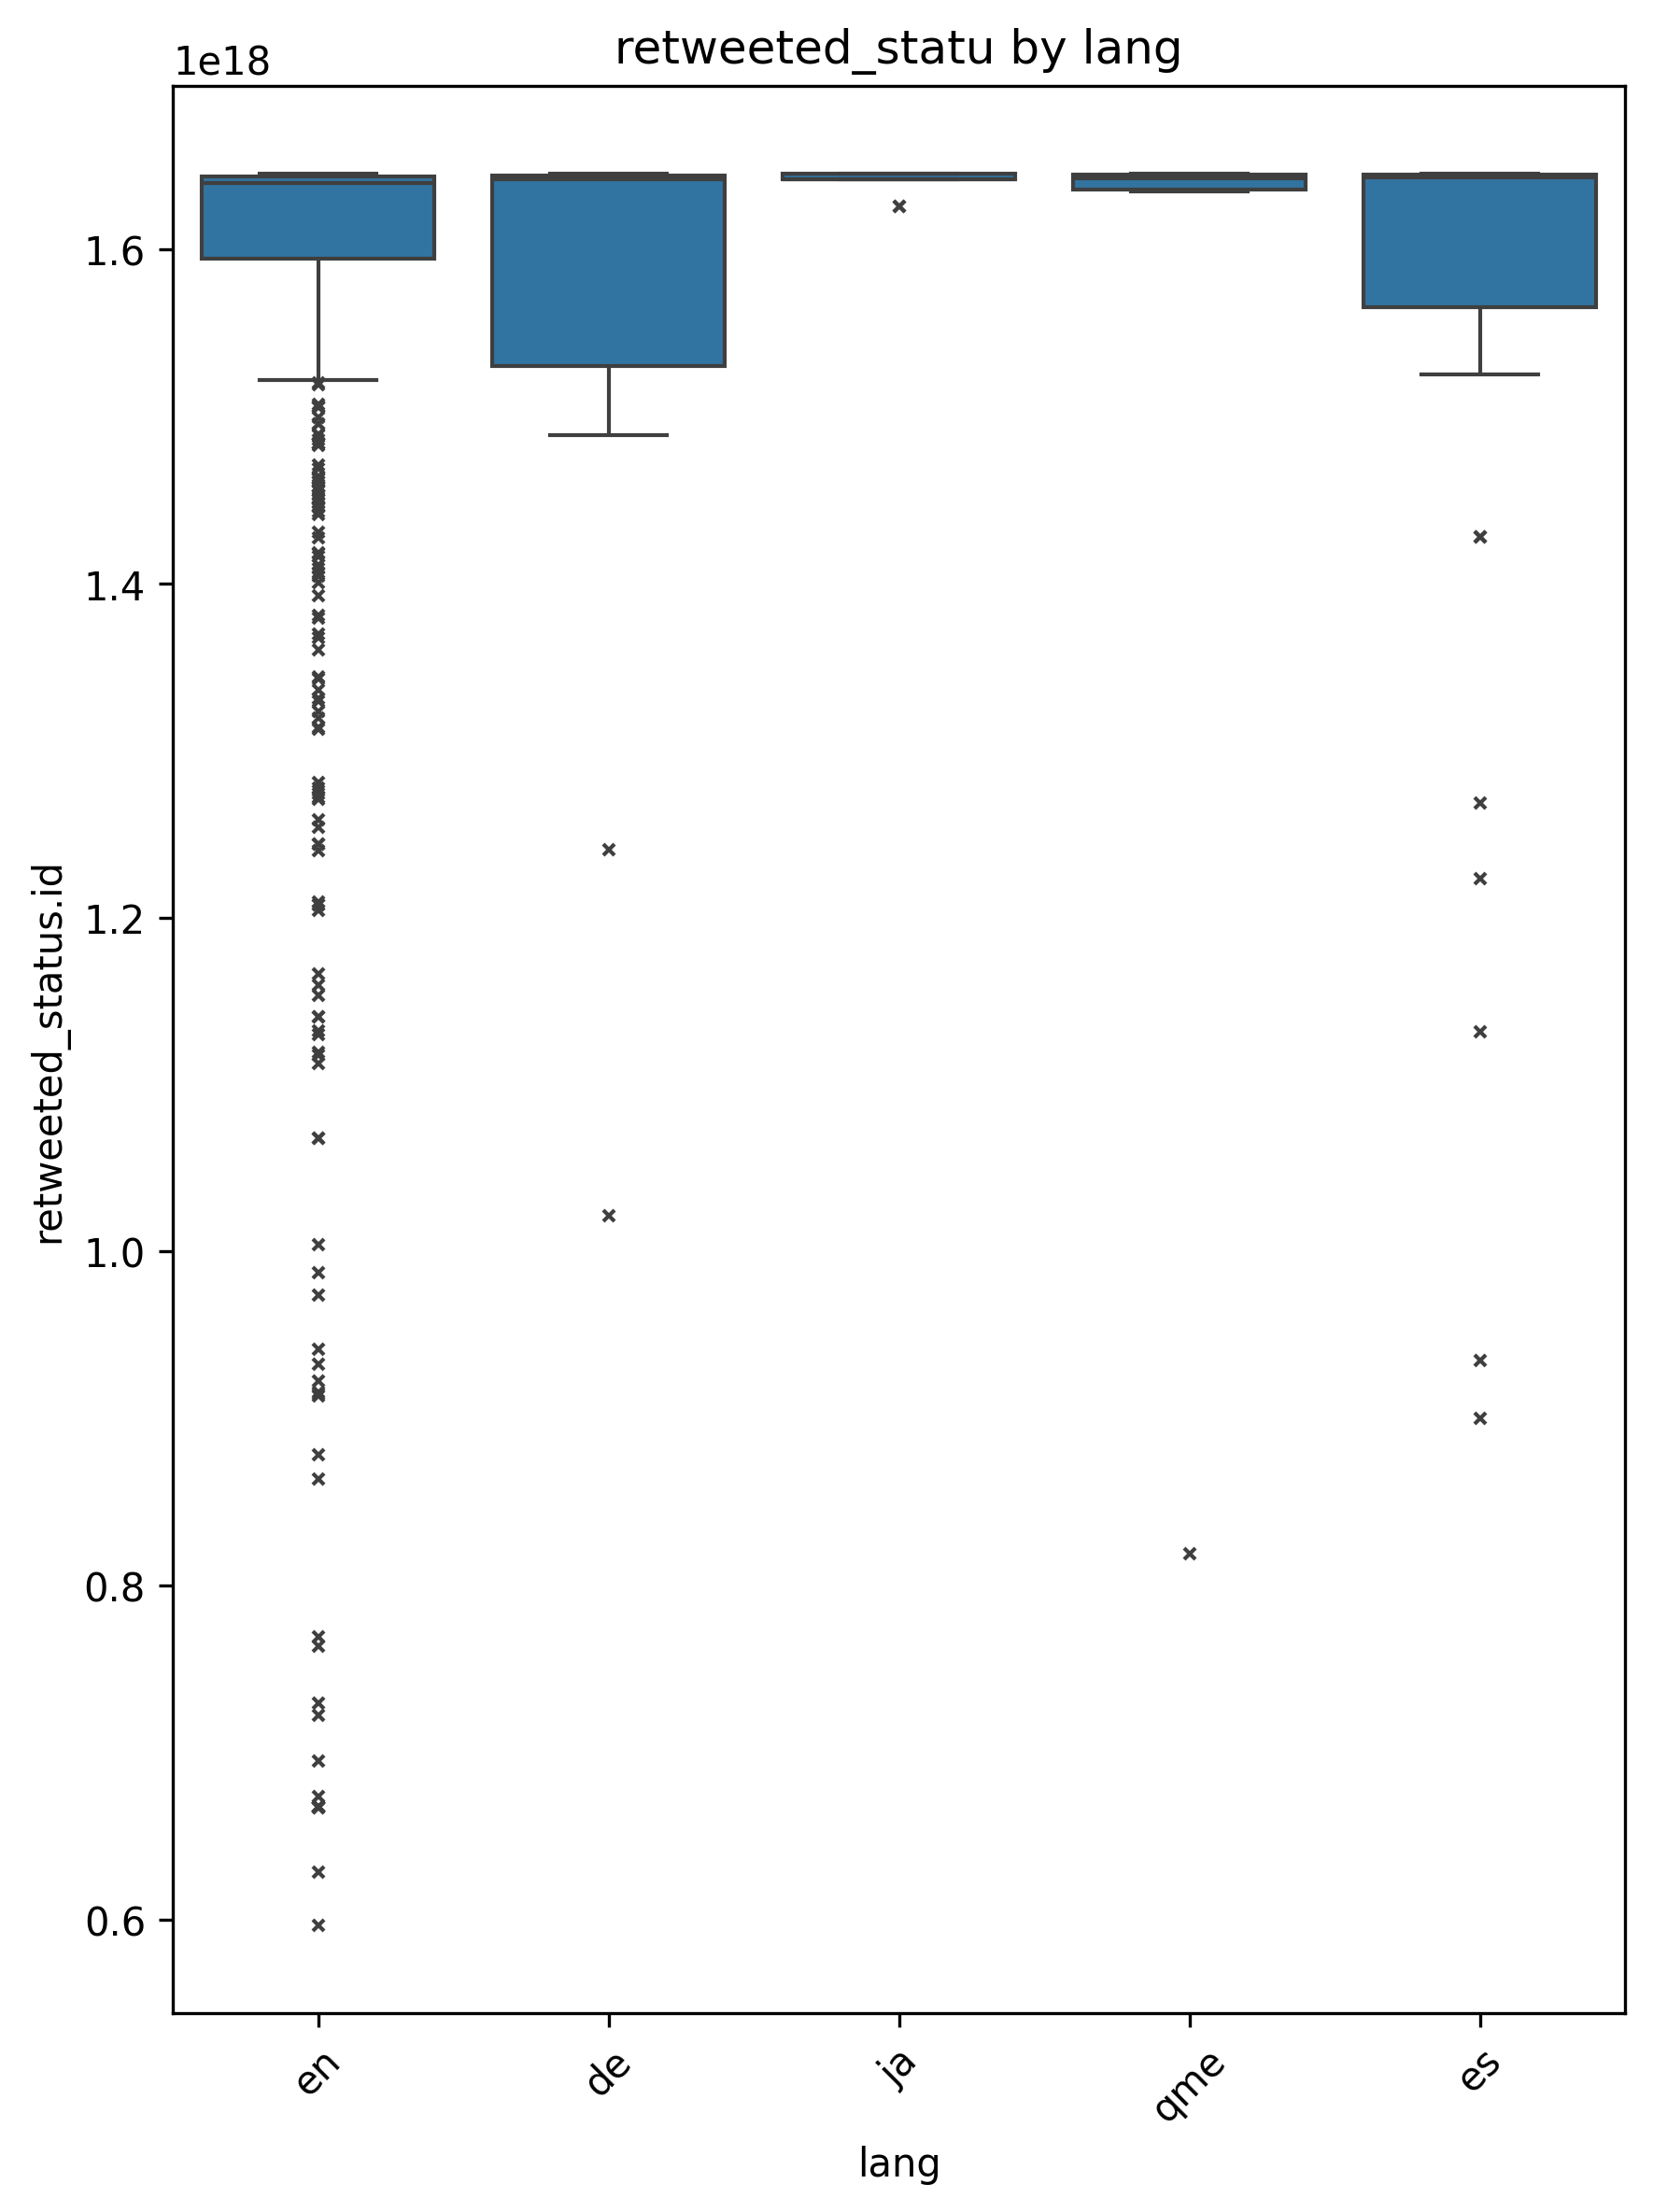 retweeted_statu by lang
1e18
1.6
1.4
1.2
1.0
0.8
0.6
retweeted_status.id
en
de
ja
qme
es
lang